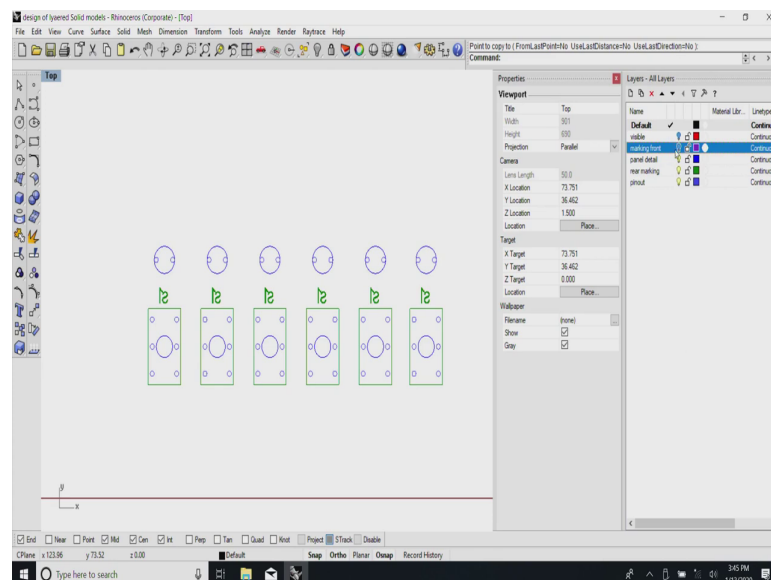 design of lyaered Solid models - Rhinoceros (Corporate) - [Top]
File Edit View Curve Surface Solid Mesh Dimension Transform Tools Analyze Render Raytrace Help
Point to copy to ( FromLastPoint=No UseLastDistance=No UseLastDirection=No ):
Command:
Top
Properties
Viewport
Title Top
Width 901
Height 690
Projection Parallel
Camera
Lens Length 50.0
X Location 73.751
Y Location 36.462
Z Location 1.500
Location Place...
Target
X Target 73.751
Y Target 36.462
Z Target 0.000
Location Place...
Wallpaper
Filename (none) ...
Show
Gray
Layers - All Layers
Name Material Libr... Linetype
Default Contin
visible Continuc
marking front Continuc
panel detail Continuc
rear marking Continuc
pinout Continuc
y
x
End Near Point Mid Cen Int Perp Tan Quad Knot Project STrack Disable
CPlane x 123.96 y 73.52 z 0.00 Default Snap Ortho Planar Osnap Record History
Type here to search
3:45 PM